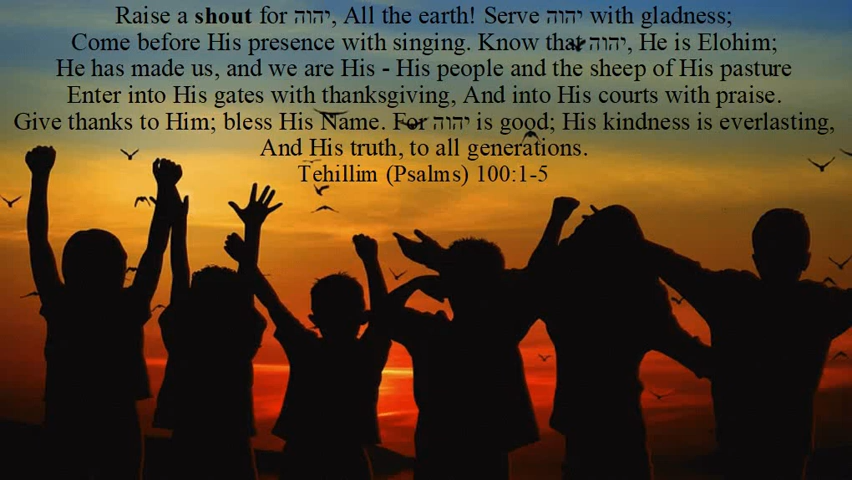 Raise a shout for יהוה, All the earth! Serve יהוה with gladness;
Come before His presence with singing. Know that יהוה, He is Elohim;
He has made us, and we are His - His people and the sheep of His pasture
Enter into His gates with thanksgiving, And into His courts with praise.
Give thanks to Him; bless His Name. For יהוה is good; His kindness is everlasting,
And His truth, to all generations.
Tehillim (Psalms) 100:1-5